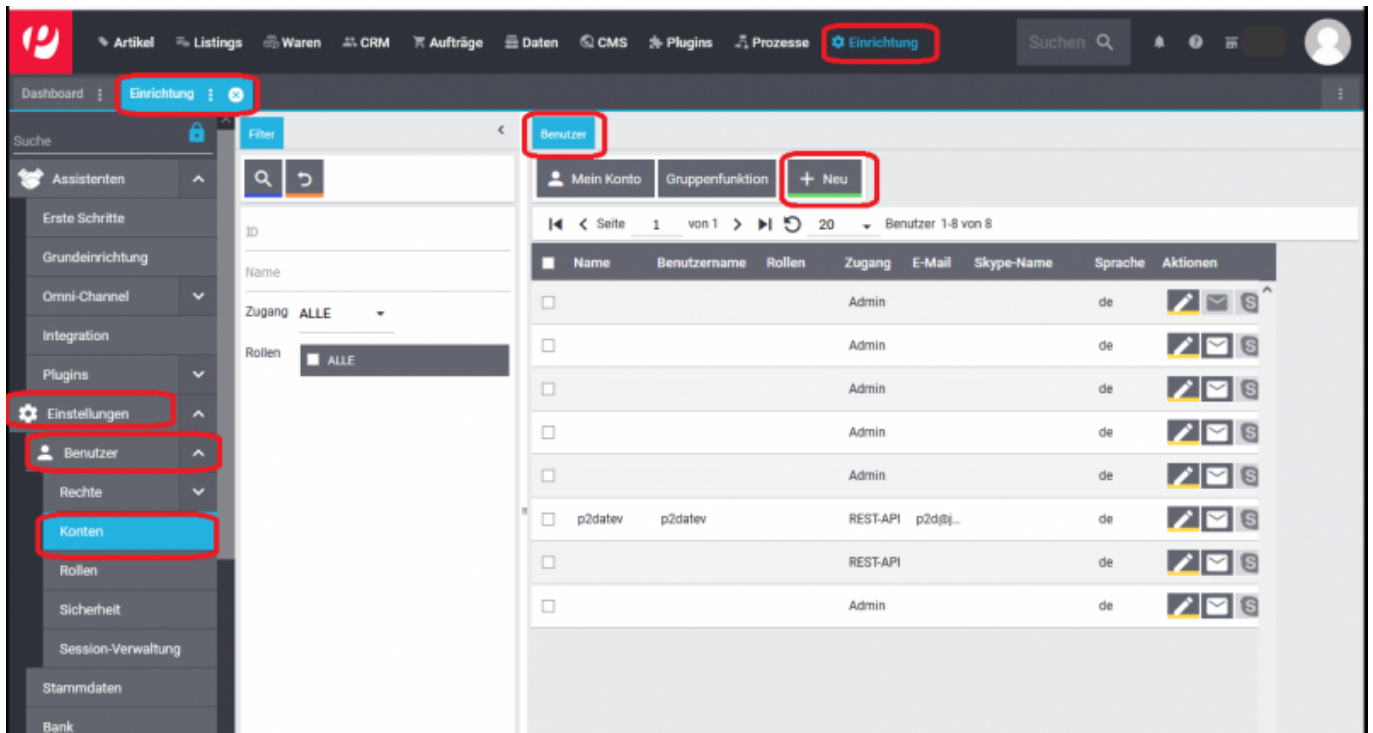 Artikel Listings Waren CRM Aufträge Daten CMS Plugins Prozesse Einrichtung Suchen
Dashboard Einrichtung
Suche
Assistenten
Erste Schritte
Grundeinrichtung
Omni-Channel
Integration
Plugins
Einstellungen
Benutzer
Rechte
Konten
Rollen
Sicherheit
Session-Verwaltung
Stammdaten
Bank
Filter
ID
Name
Zugang ALLE
Rollen ALLE
Benutzer
Mein Konto Gruppenfunktion + Neu
Seite 1 von 1 20 Benutzer 1-8 von 8
Name Benutzername Rollen Zugang E-Mail Skype-Name Sprache Aktionen
Admin de
Admin de
Admin de
Admin de
Admin de
p2datev p2datev REST-API p2d@j... de
REST-API de
Admin de